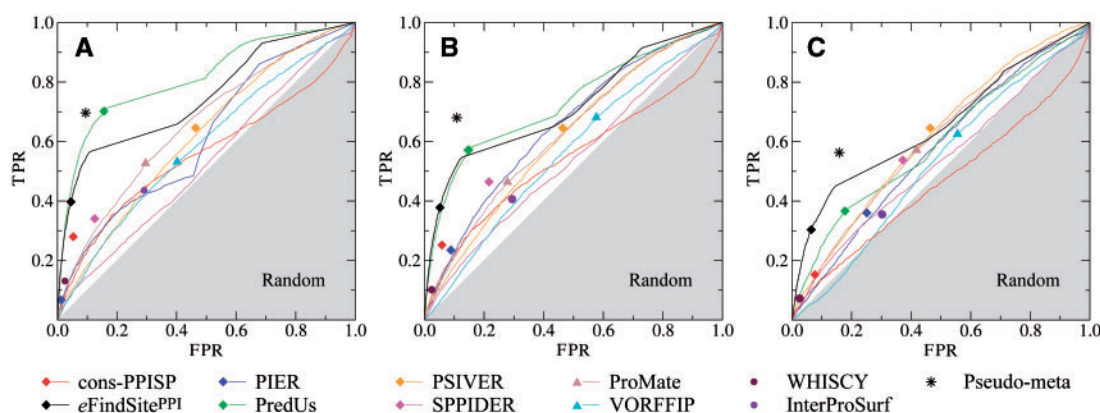 A
B
C
TPR
1.0
0.8
0.6
0.4
0.2
0.0 0.2 0.4 0.6 0.8 1.0
FPR
Random
TPR
1.0
0.8
0.6
0.4
0.2
0.0 0.2 0.4 0.6 0.8 1.0
FPR
Random
TPR
1.0
0.8
0.6
0.4
0.2
0.0 0.2 0.4 0.6 0.8 1.0
FPR
Random
cons-PPISP PIER PSIVER ProMate WHISCY Pseudo-meta
eFindSitePPI PredUs SPPIDER VORFFIP InterProSurf